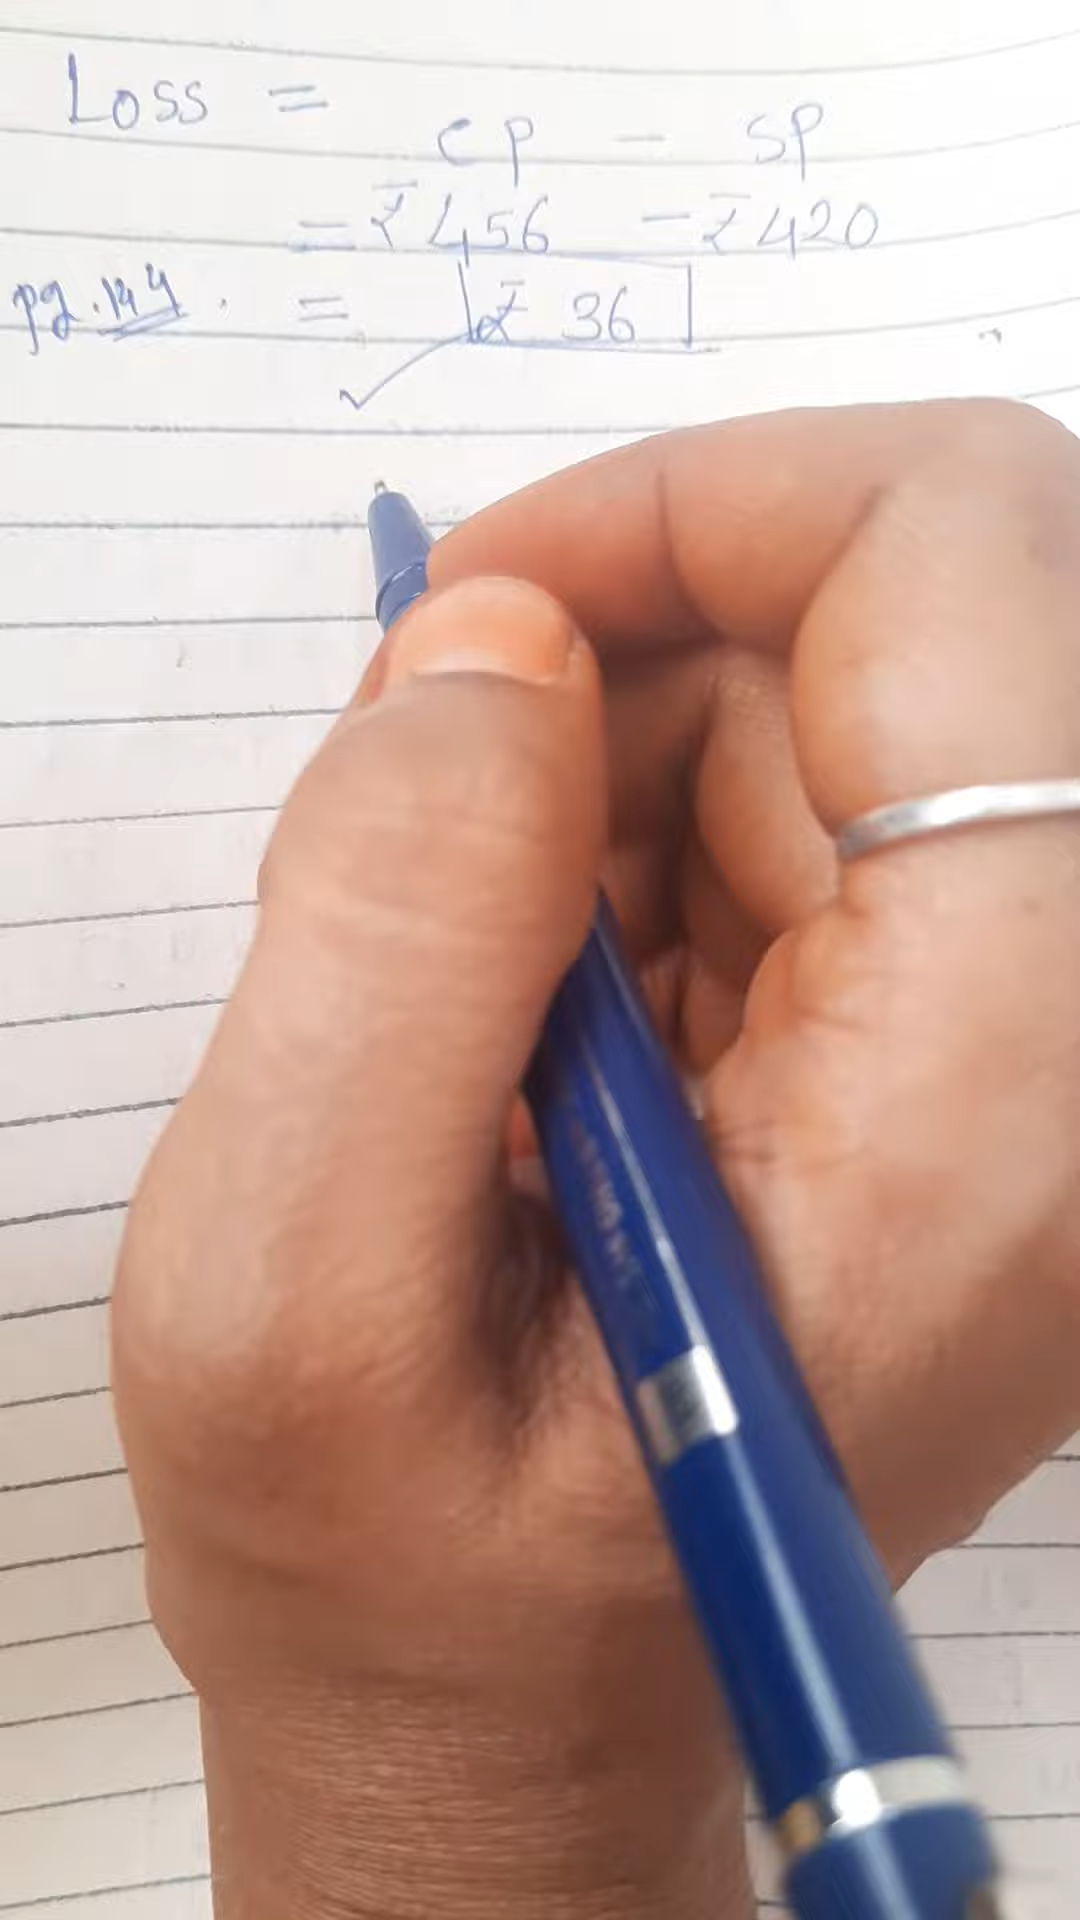 Loss =
CP - SP
= ₹ 456 - ₹ 420
pg. 144 . = ₹ 36